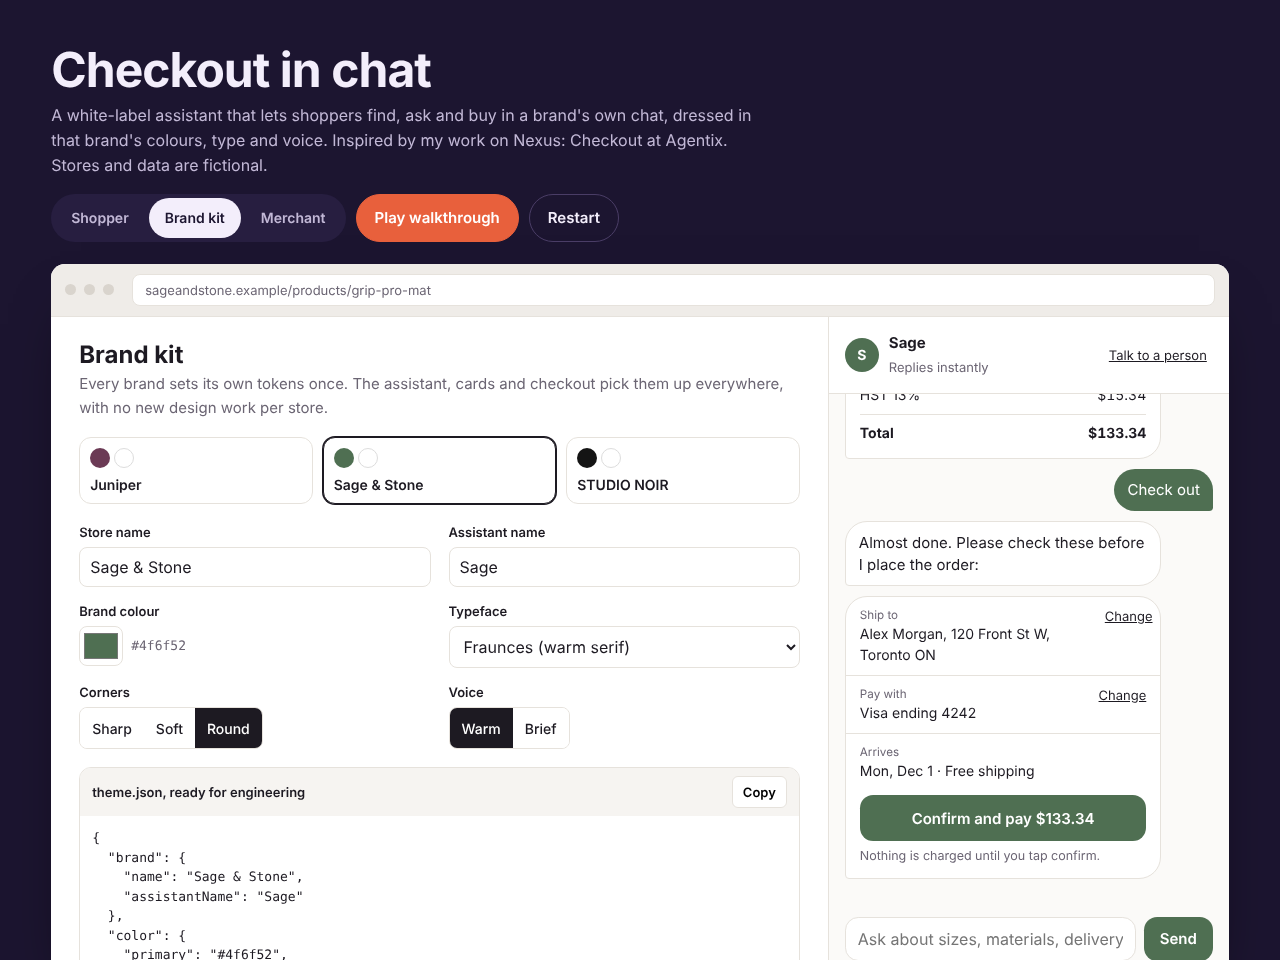 Checkout in chat
A white-label assistant that lets shoppers find, ask and buy in a brand's own chat, dressed in
that brand's colours, type and voice. Inspired by my work on Nexus: Checkout at Agentix.
Stores and data are fictional.
Shopper
Brand kit
Merchant
Play walkthrough
Restart
sageandstone.example/products/grip-pro-mat
Brand kit
Every brand sets its own tokens once. The assistant, cards and checkout pick them up everywhere,
with no new design work per store.
Juniper
Sage & Stone
STUDIO NOIR
Store name
Assistant name
Sage & Stone
Sage
Brand colour
Typeface
#4f6f52
Fraunces (warm serif)
Corners
Voice
Sharp
Soft
Round
Warm
Brief
theme.json, ready for engineering
Copy
{
"brand": {
"name": "Sage & Stone",
"assistantName": "Sage"
},
"color": {
"primary": "#4f6f52",
S
Sage
Replies instantly
Talk to a person
HST 13%
$15.34
Total
$133.34
Check out
Almost done. Please check these before
I place the order:
Ship to
Change
Alex Morgan, 120 Front St W,
Toronto ON
Pay with
Change
Visa ending 4242
Arrives
Mon, Dec 1 · Free shipping
Confirm and pay $133.34
Nothing is charged until you tap confirm.
Ask about sizes, materials, delivery
Send